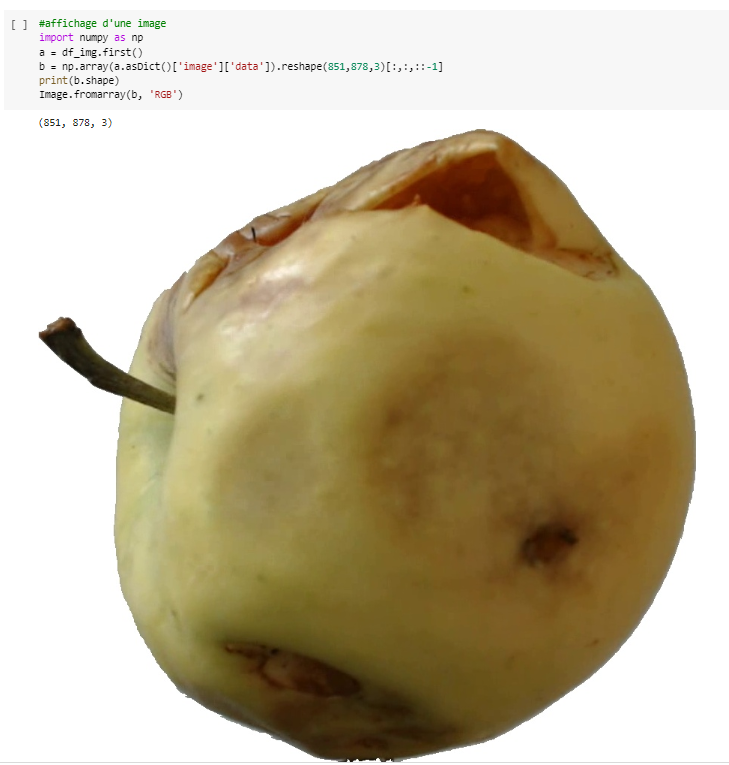 [ ] #affichage d'une image
import numpy as np
a = df_img.first()
b = np.array(a.asDict()['image']['data']).reshape(851,878,3)[:,:,::-1]
print(b.shape)
Image.fromarray(b, 'RGB')
(851, 878, 3)